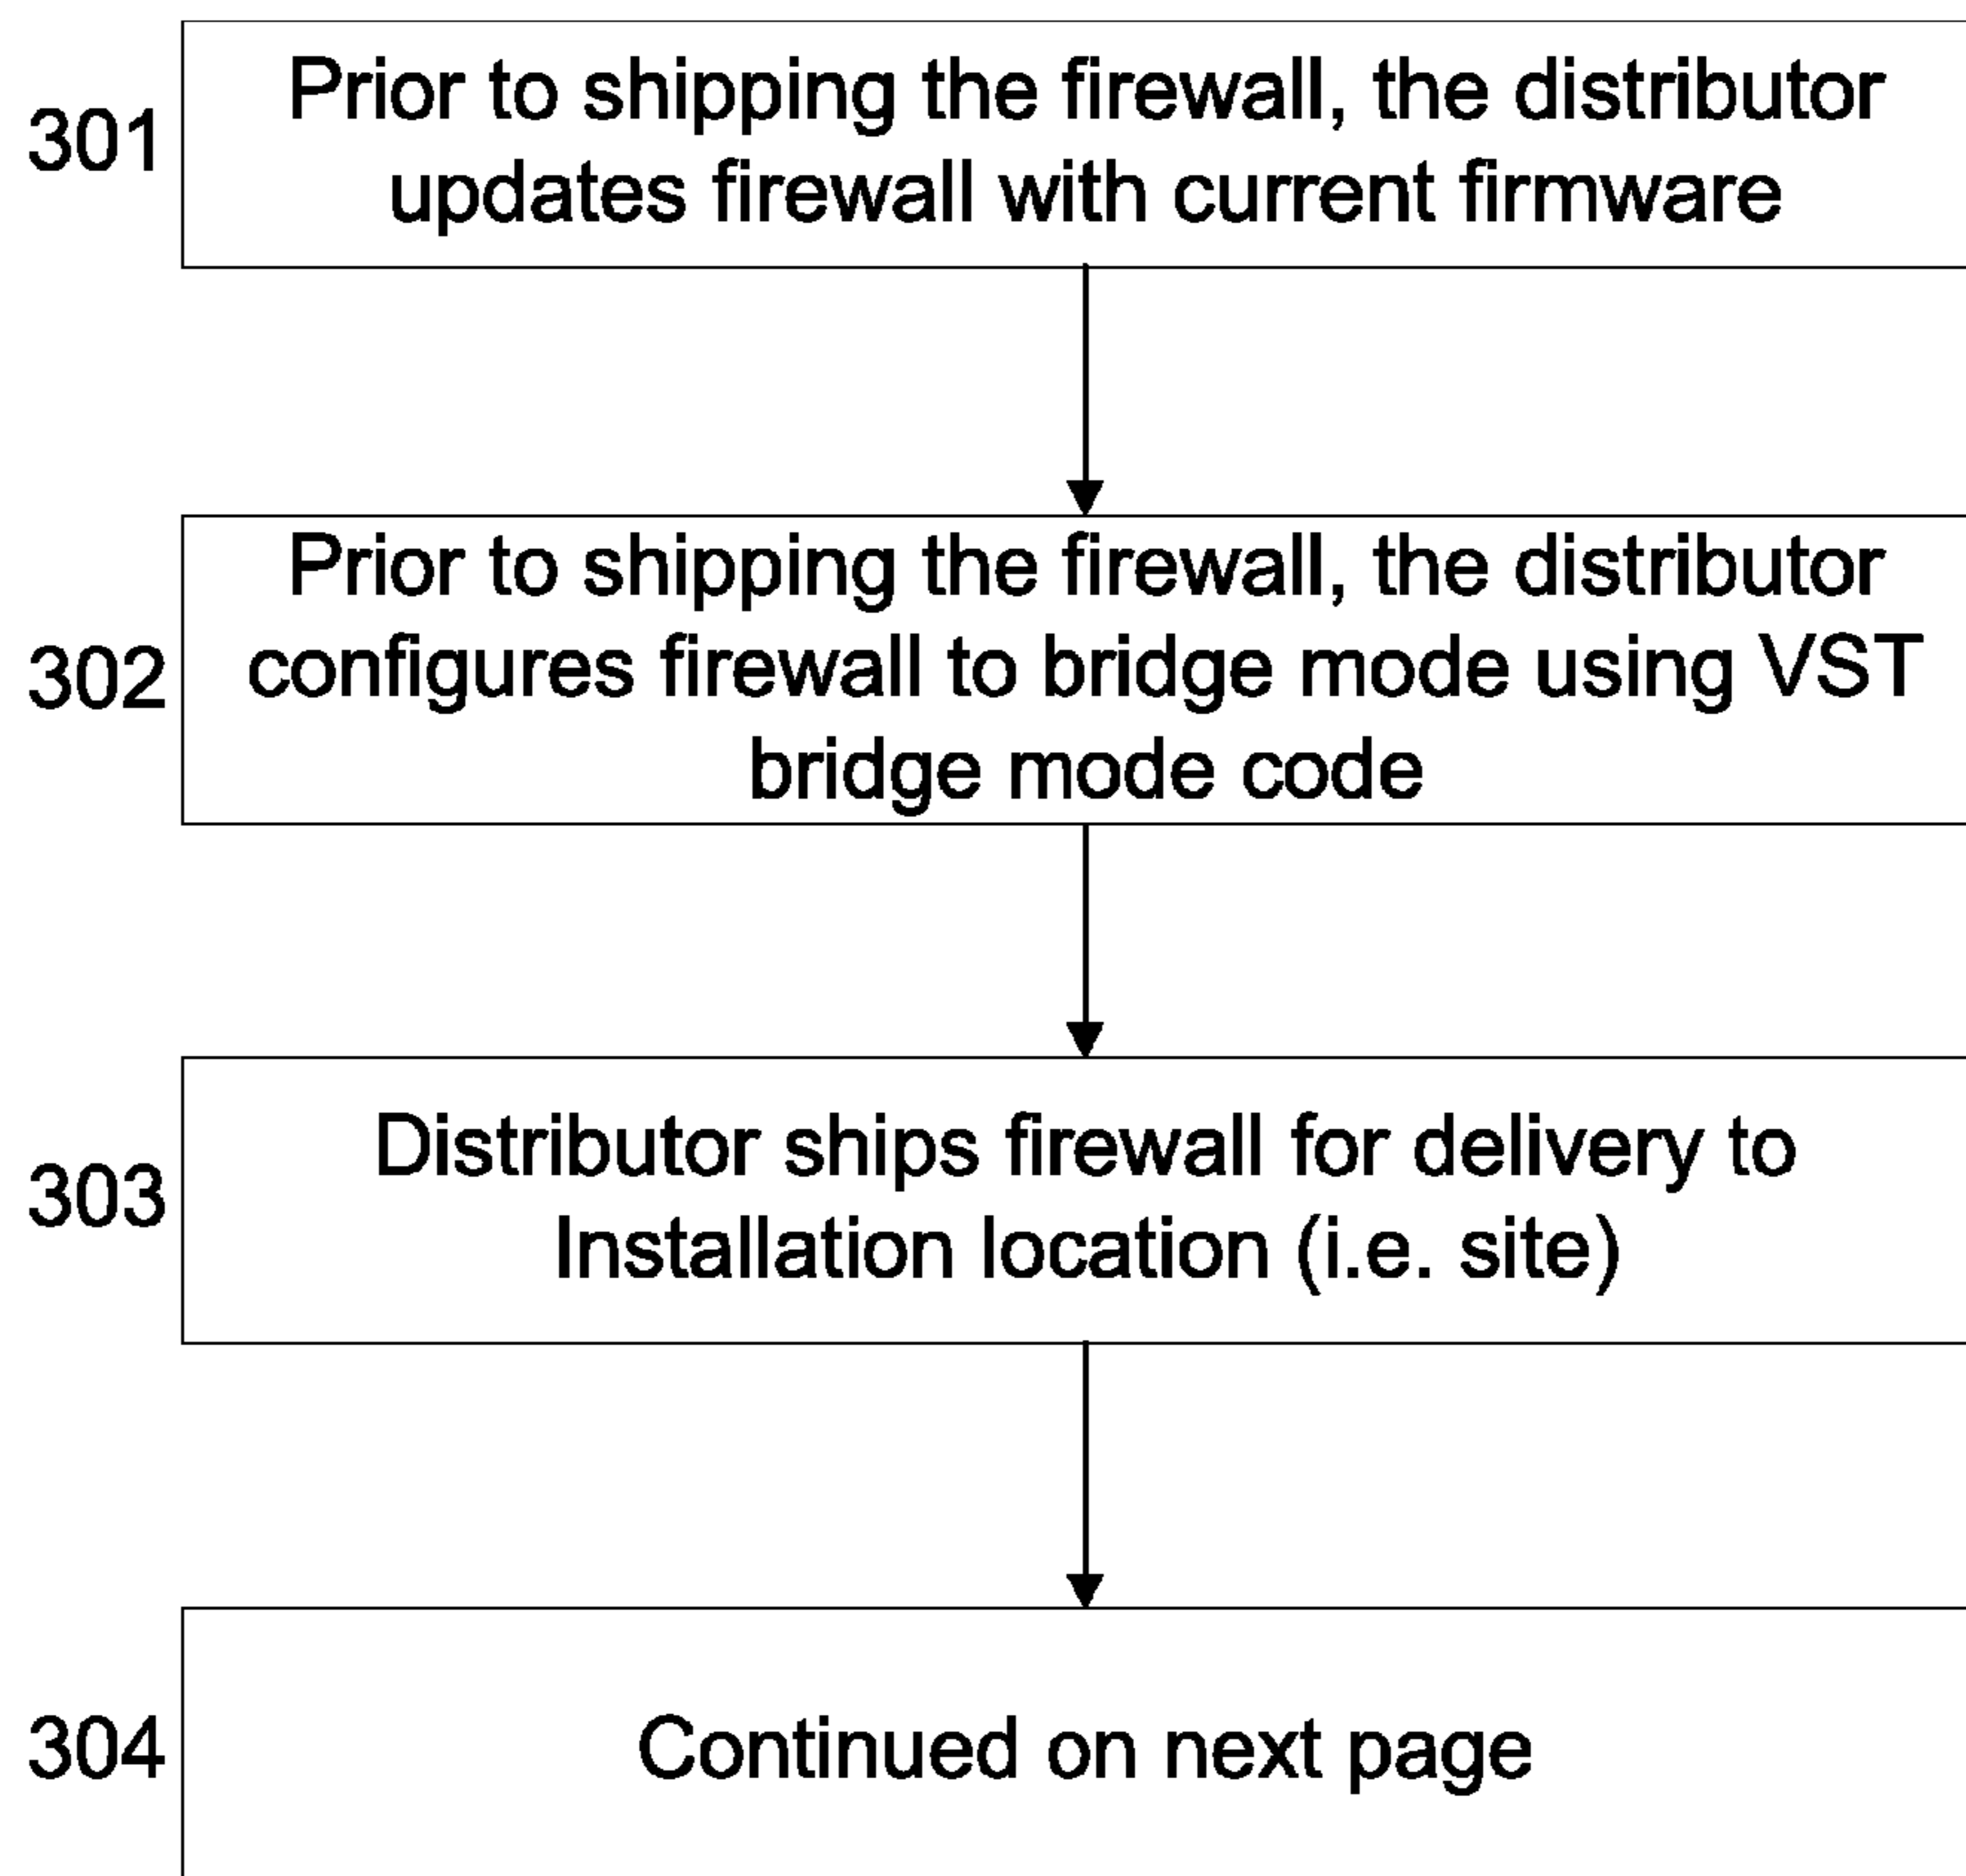 301
Prior to shipping the firewall, the distributor
updates firewall with current firmware
302
Prior to shipping the firewall, the distributor
configures firewall to bridge mode using VST
bridge mode code
303
Distributor ships firewall for delivery to
Installation location (i.e. site)
304
Continued on next page